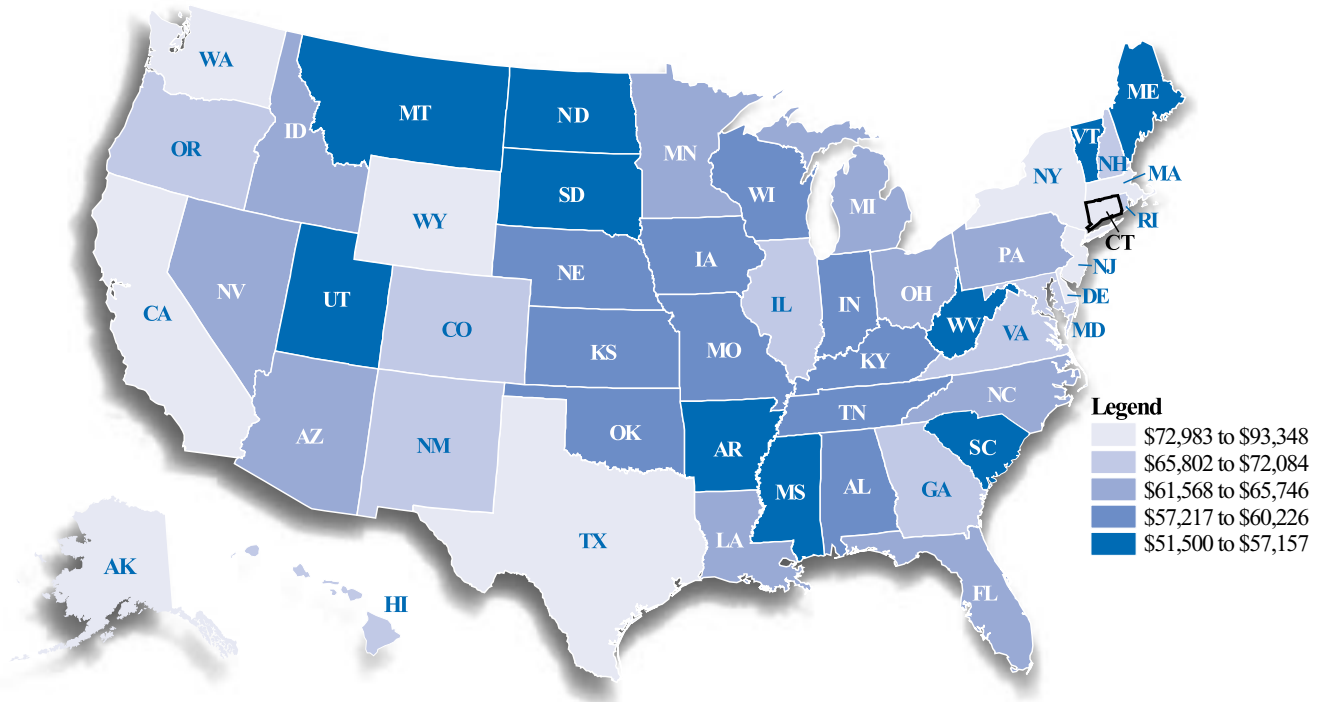 WA
MT
ND
ME
VT
OR
ID
MN
NH
MA
NY
SD
WI
MI
RI
WY
CT
PA
IA
NJ
NE
NV
UT
OH
DE
CA
CO
IL
IN
WV
VA
MD
KS
MO
KY
NC
TN
AZ
NM
OK
AR
SC
MS
AL
GA
TX
LA
AK
FL
HI
Legend
$72,983 to $93,348
$65,802 to $72,084
$61,568 to $65,746
$57,217 to $60,226
$51,500 to $57,157